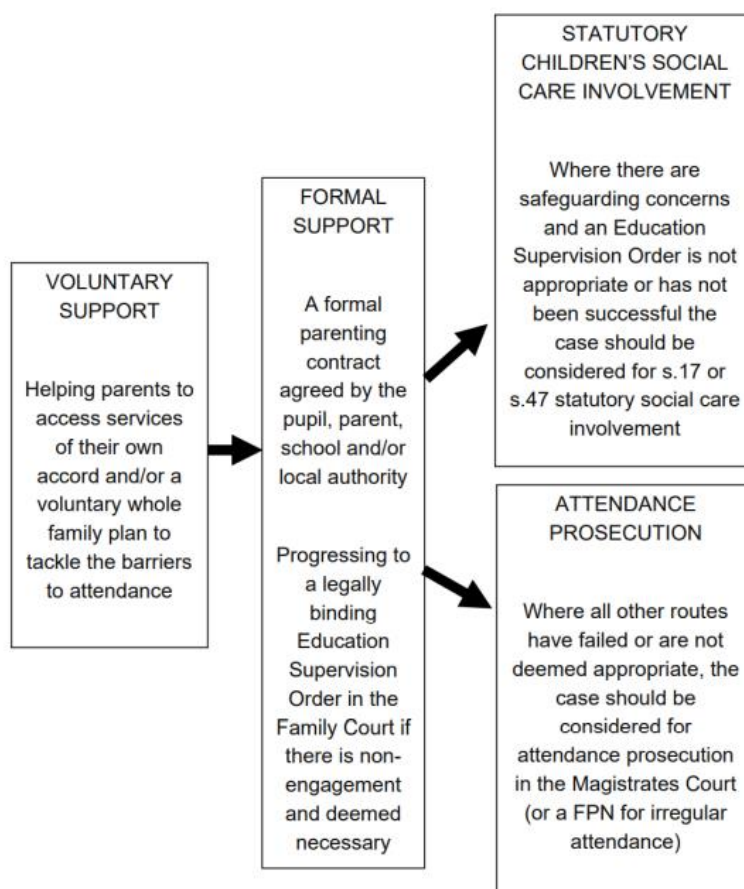 VOLUNTARY
SUPPORT
Helping parents to
access services
of their own
accord and/or a
voluntary whole
family plan to
tackle the barriers
to attendance
FORMAL
SUPPORT
A formal
parenting
contract
agreed by the
pupil, parent,
school and/or
local authority
Progressing to
a legally
binding
Education
Supervision
Order in the
Family Court if
there is non-
engagement
and deemed
necessary
STATUTORY
CHILDREN'S SOCIAL
CARE INVOLVEMENT
Where there are
safeguarding concerns
and an Education
Supervision Order is not
appropriate or has not
been successful the
case should be
considered for s.17 or
s.47 statutory social care
involvement
ATTENDANCE
PROSECUTION
Where all other routes
have failed or are not
deemed appropriate, the
case should be
considered for
attendance prosecution
in the Magistrates Court
(or a FPN for irregular
attendance)